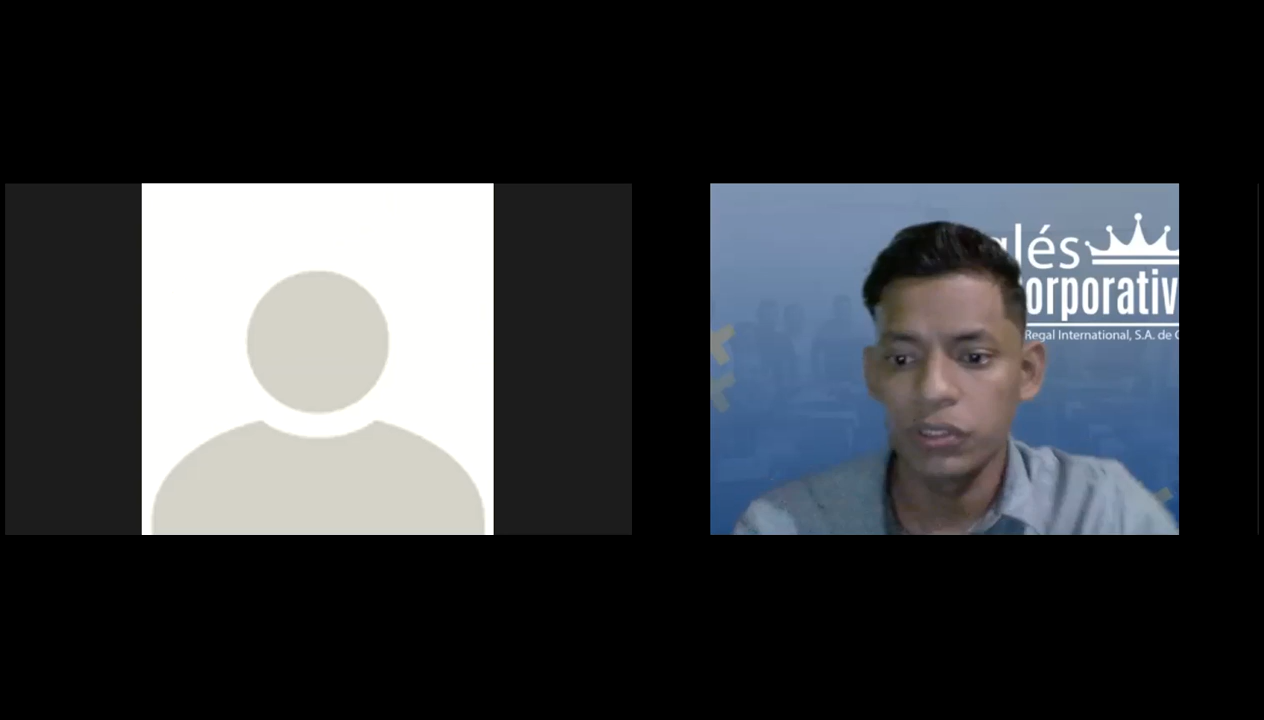 glés
orporativ
Regal International, S.A. de C